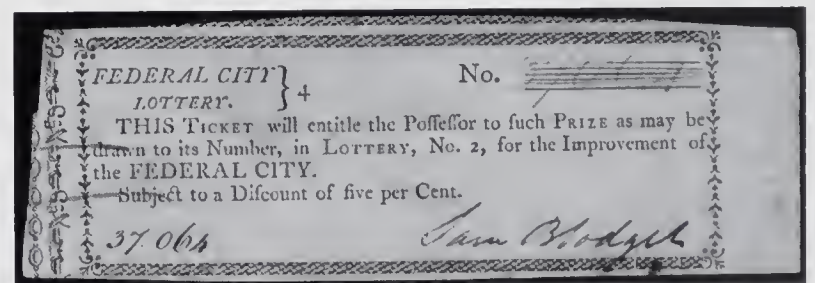 FEDERAL CITY } 4 No.
LOTTERY.
THIS TICKET will entitle the Poſſeſſor to ſuch PRIZE as may be
drawn to its Number, in LOTTERY, No. 2, for the Improvement of
the FEDERAL CITY.
Subject to a Diſcount of five per Cent.
37.064 Sam Blodget